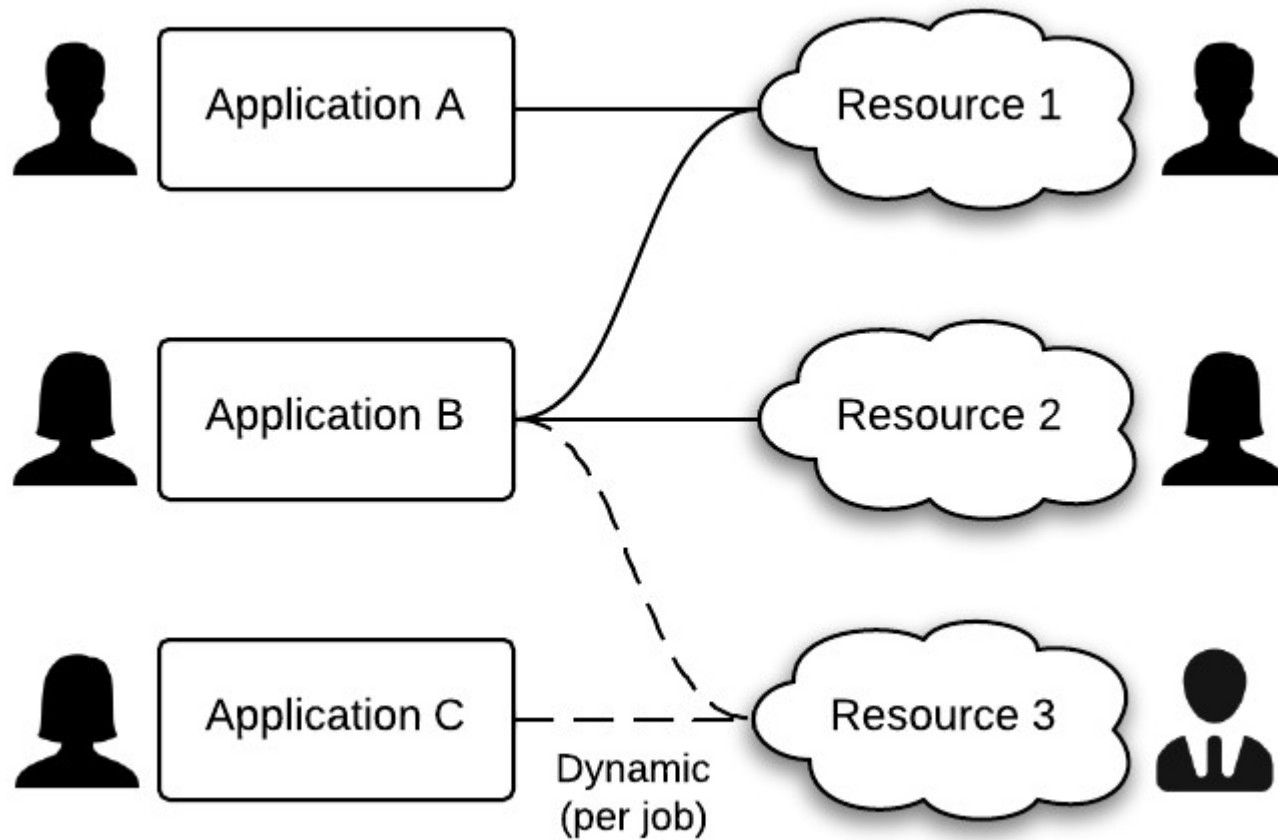 Application A
Resource 1
Application B
Resource 2
Application C
Resource 3
Dynamic
(per job)